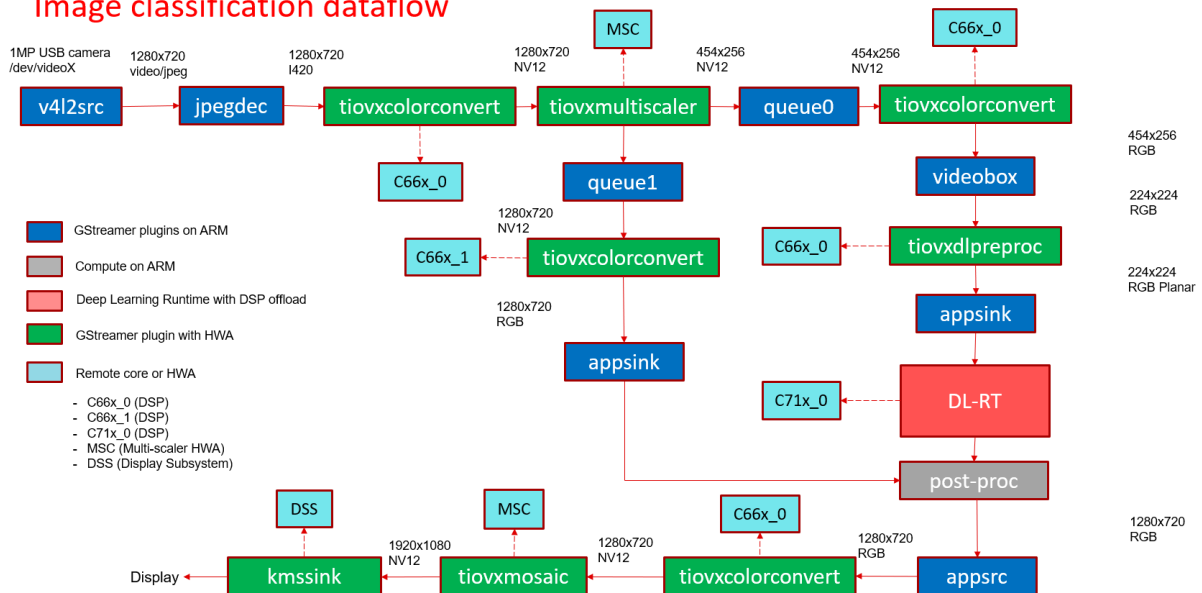 Image classification dataflow
1MP USB camera
/dev/videoX
1280x720
video/jpeg
1280x720
I420
1280x720
NV12
MSC
454x256
NV12
454x256
NV12
C66x_0
v4l2src
jpegdec
tiovxcolorconvert
tiovxmultiscaler
queue0
tiovxcolorconvert
454x256
RGB
C66x_0
queue1
videobox
224x224
RGB
1280x720
NV12
C66x_1
tiovxcolorconvert
C66x_0
tiovxdlpreproc
224x224
RGB Planar
GStreamer plugins on ARM
Compute on ARM
Deep Learning Runtime with DSP offload
GStreamer plugin with HWA
Remote core or HWA
- C66x_0 (DSP)
- C66x_1 (DSP)
- C71x_0 (DSP)
- MSC (Multi-scaler HWA)
- DSS (Display Subsystem)
1280x720
RGB
appsink
appsink
C71x_0
DL-RT
post-proc
1280x720
RGB
DSS
MSC
C66x_0
1920x1080
NV12
1280x720
NV12
1280x720
RGB
Display
kmssink
tiovxmosaic
tiovxcolorconvert
appsrc